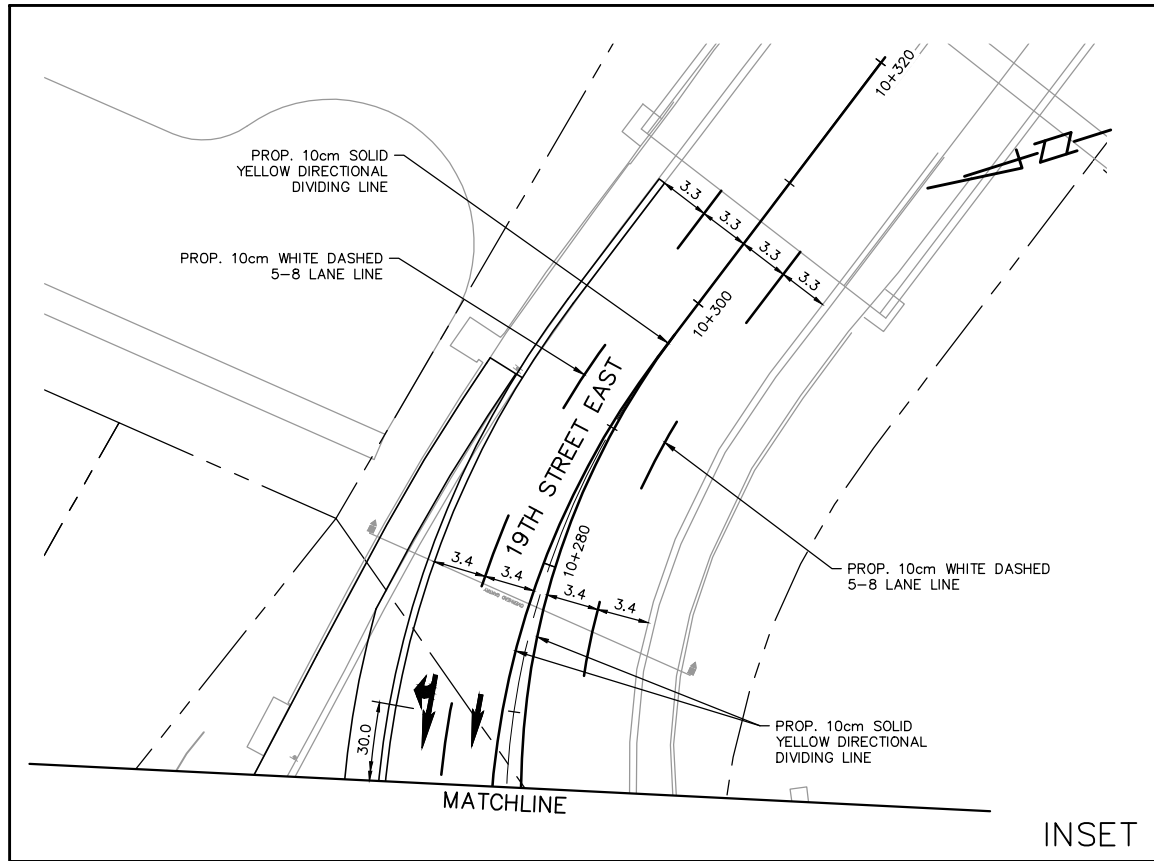 10+320
PROP. 10cm SOLID
YELLOW DIRECTIONAL
DIVIDING LINE
3.3
3.3
3.3
3.3
PROP. 10cm WHITE DASHED
5-8 LANE LINE
10+300
19TH STREET EAST
10+280
3.4
3.4
3.4
3.4
PROP. 10cm WHITE DASHED
5-8 LANE LINE
30.0
PROP. 10cm SOLID
YELLOW DIRECTIONAL
DIVIDING LINE
MATCHLINE
INSET